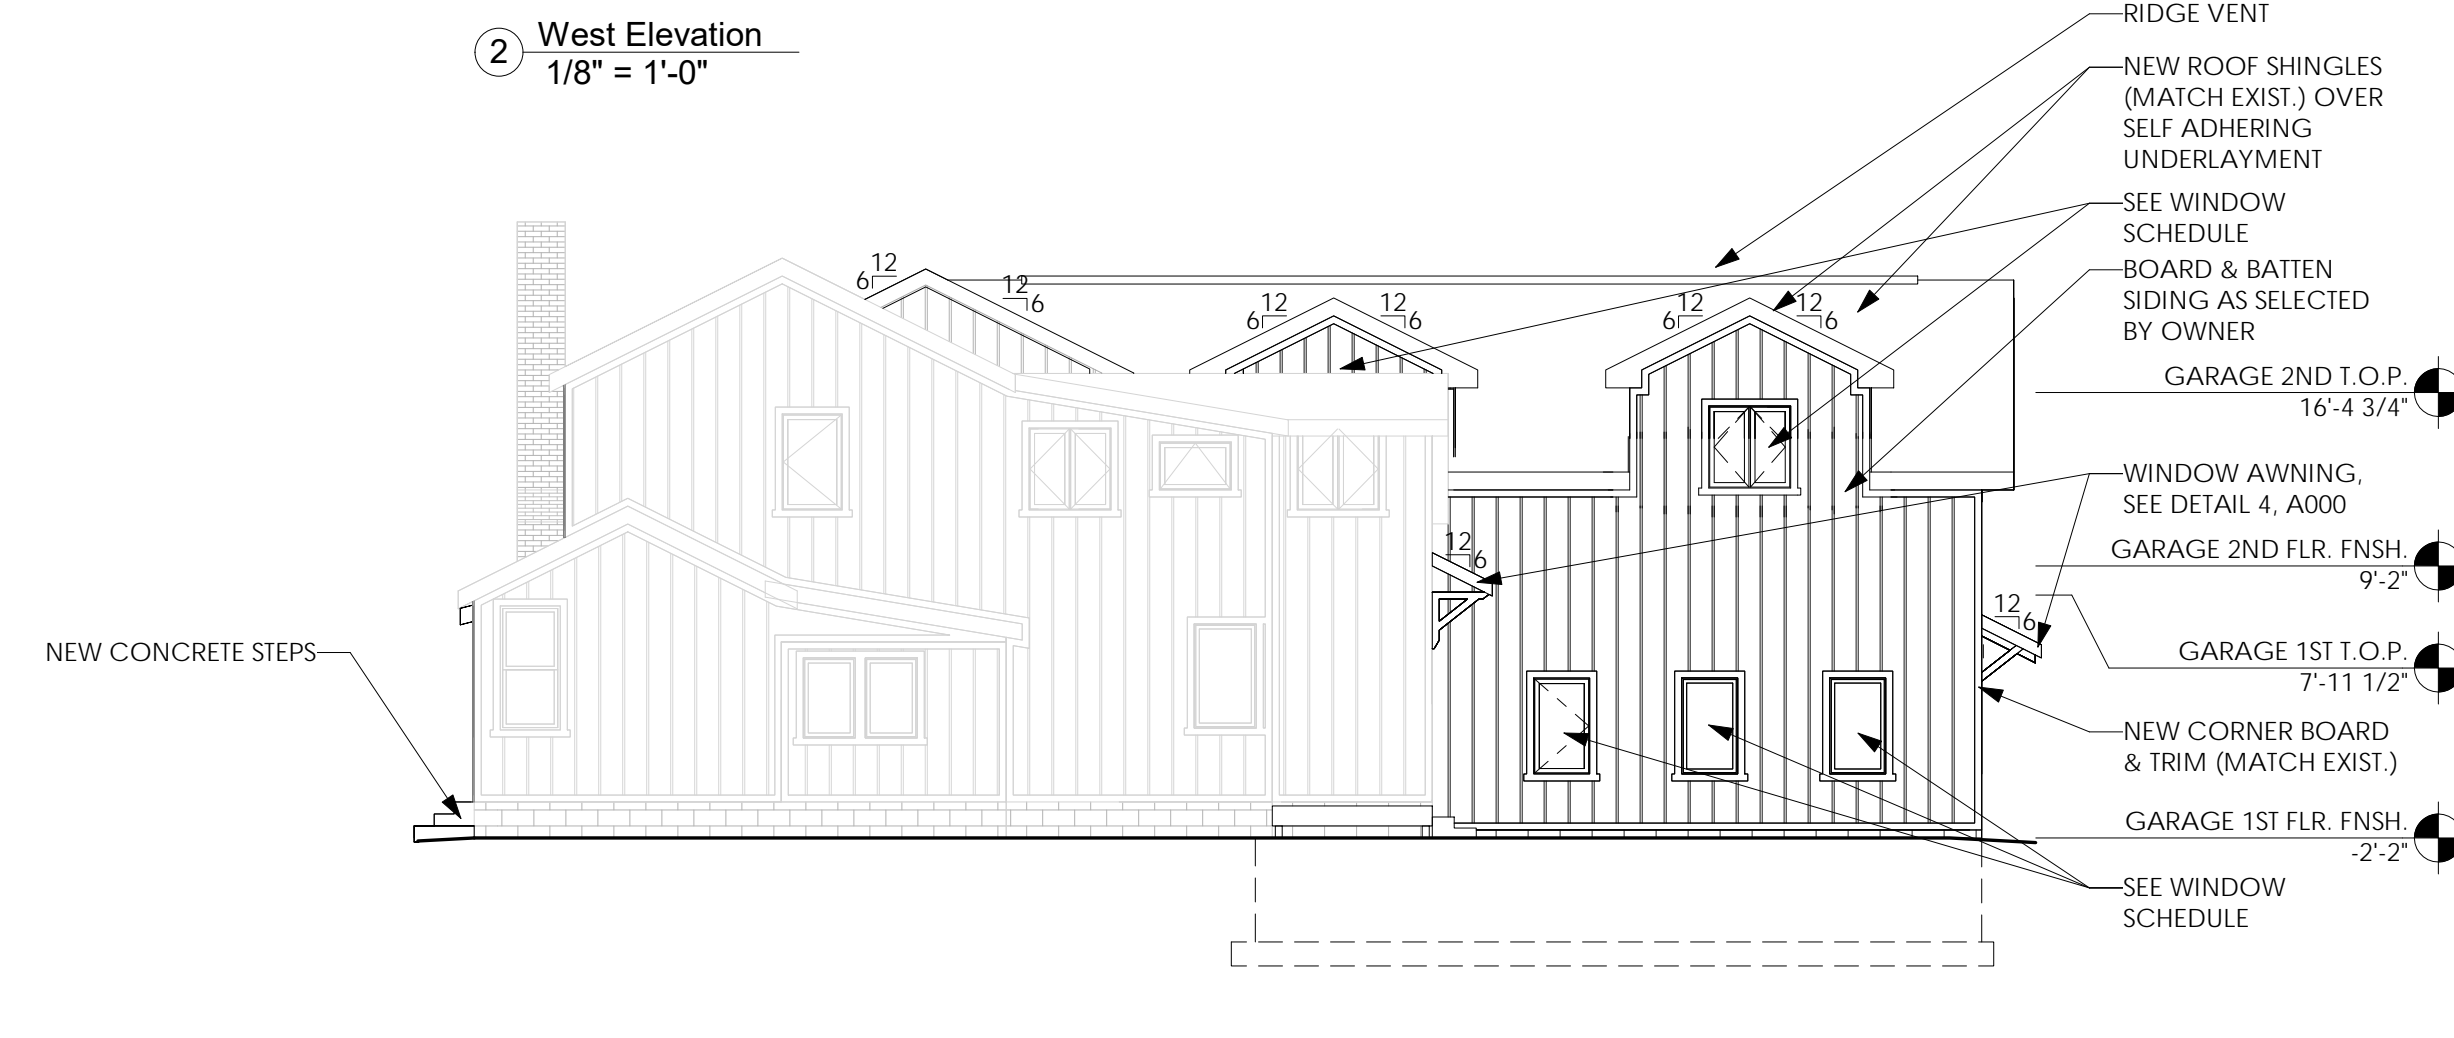 2
West Elevation
1/8" = 1'-0"
RIDGE VENT
NEW ROOF SHINGLES
(MATCH EXIST.) OVER
SELF ADHERING
UNDERLAYMENT
SEE WINDOW
SCHEDULE
BOARD & BATTEN
SIDING AS SELECTED
BY OWNER
12
6
12
6
12
6
12
6
12
6
12
6
GARAGE 2ND T.O.P.
16'-4 3/4"
WINDOW AWNING,
SEE DETAIL 4, A000
12
6
GARAGE 2ND FLR. FNSH.
9'-2"
12
6
NEW CONCRETE STEPS
GARAGE 1ST T.O.P.
7'-11 1/2"
NEW CORNER BOARD
& TRIM (MATCH EXIST.)
GARAGE 1ST FLR. FNSH.
-2'-2"
SEE WINDOW
SCHEDULE